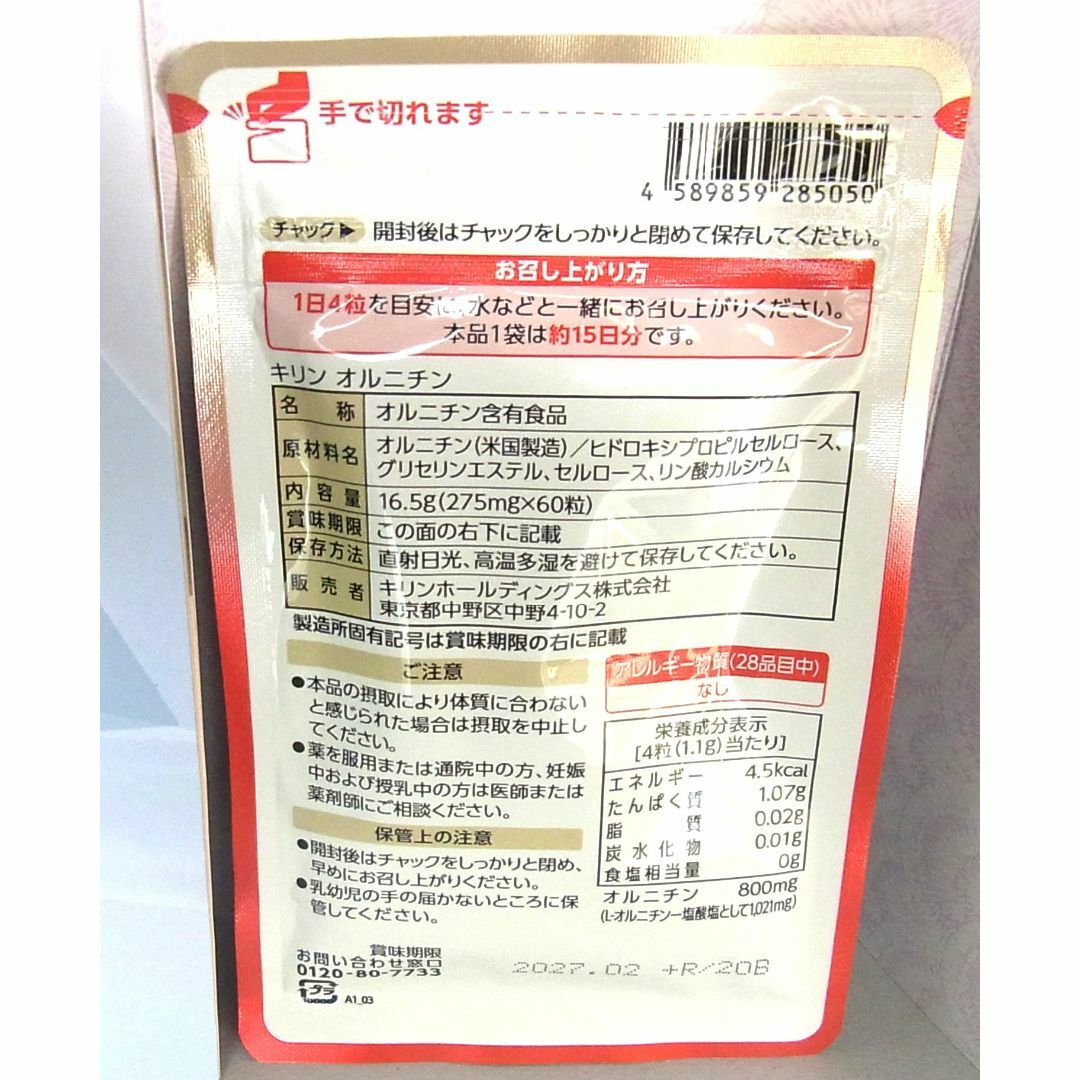 手で切れます
4 589859 285050
チャック▶ 開封後はチャックをしっかりと閉めて保存してください。
お召し上がり方
1日4粒を目安に、水などと一緒にお召し上がりください。
本品1袋は約15日分です。
キリン オルニチン
名称 オルニチン含有食品
原材料名 オルニチン(米国製造)/ヒドロキシプロピルセルロース、
グリセリンエステル、セルロース、リン酸カルシウム
内容量 16.5g(275mg×60粒)
賞味期限 この面の右下に記載
保存方法 直射日光、高温多湿を避けて保存してください。
販売者 キリンホールディングス株式会社
東京都中野区中野4-10-2
製造所固有記号は賞味期限の右に記載
ご注意
●本品の摂取により体質に合わない
と感じられた場合は摂取を中止し
てください。
●薬を服用または通院中の方、妊娠
中および授乳中の方は医師または
薬剤師にご相談ください。
保管上の注意
●開封後はチャックをしっかりと閉め、
早めにお召し上がりください。
●乳幼児の手の届かないところに保
管してください。
アレルギー物質(28品目中)
なし
栄養成分表示
[4粒(1.1g)当たり]
エネルギー 4.5kcal
たんぱく質 1.07g
脂質 0.02g
炭水化物 0.01g
食塩相当量 0g
オルニチン 800mg
(L-オルニチン一塩酸塩として1,021mg)
賞味期限
お問い合わせ窓口
0120-80-7733
2027.02 +R/20B
プラ A1_03